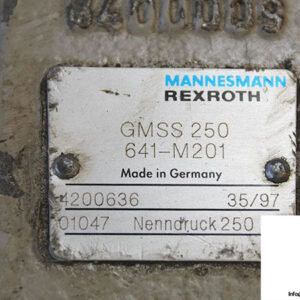 MANNESMANN
REXROTH
GMSS 250
641-M201
Made in Germany
4200636 35/97
01047 Nenndruck 250